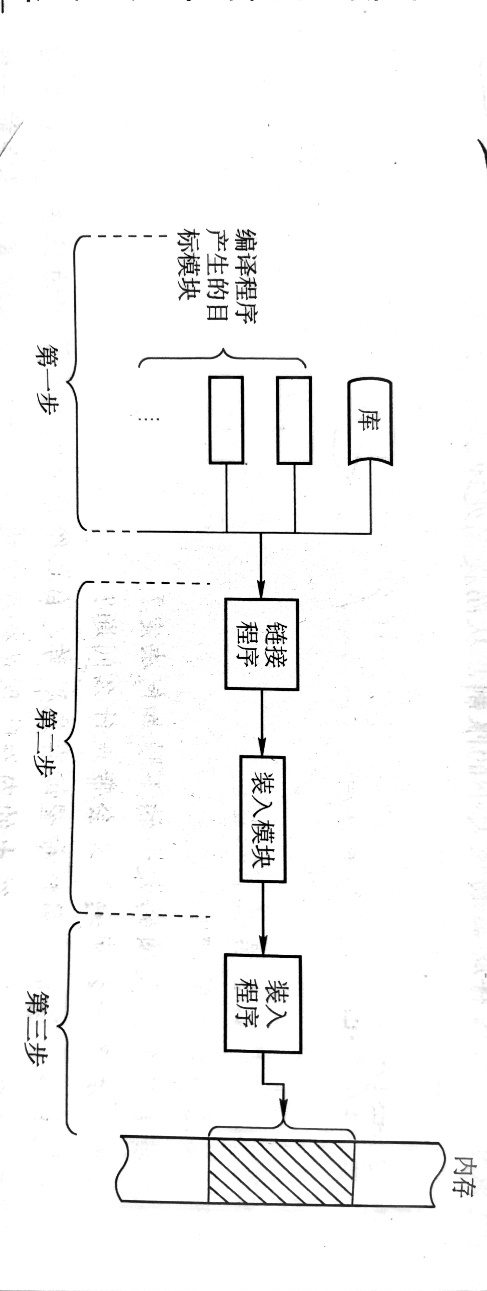 库
编译程序
产生的目
标模块
……
链接
程序
装入模块
装入
程序
内存
第一步
第二步
第三步